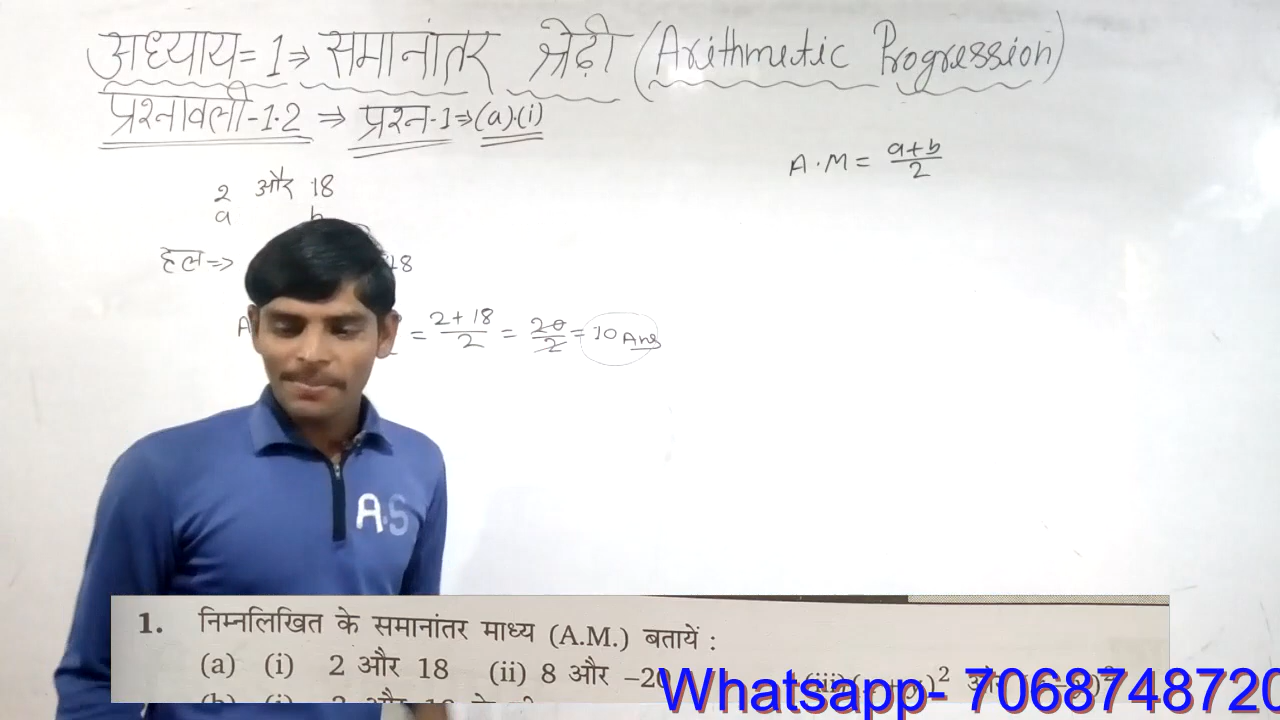 अध्याय= 1⇒ समानांतर श्रेढ़ी (Arithmetic Progression)
प्रश्नावली-1.2 ⇒ प्रश्न-1⇒(a)·(i)
A.M = a+b/2
2 और 18
a b
हल⇒ 18
A = 2+18/2 = 20/2 = 10 Ans
A.S
1. निम्नलिखित के समानांतर माध्य (A.M.) बतायें :
(a) (i) 2 और 18 (ii) 8 और –20
Whatsapp- 7068748720